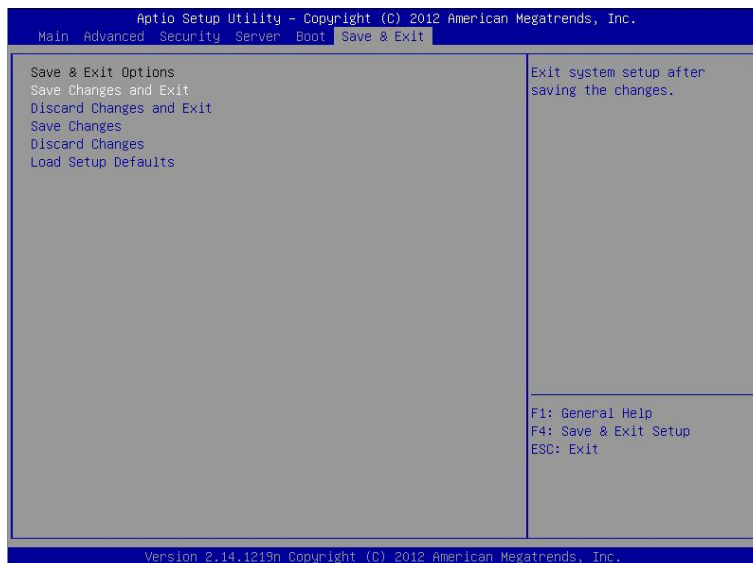 Aptio Setup Utility – Copyright (C) 2012 American Megatrends, Inc.
Main Advanced Security Server Boot Save & Exit
Save & Exit Options
Save Changes and Exit
Discard Changes and Exit
Save Changes
Discard Changes
Load Setup Defaults
Exit system setup after
saving the changes.
F1: General Help
F4: Save & Exit Setup
ESC: Exit
Version 2.14.1219n Copyright (C) 2012 American Megatrends, Inc.